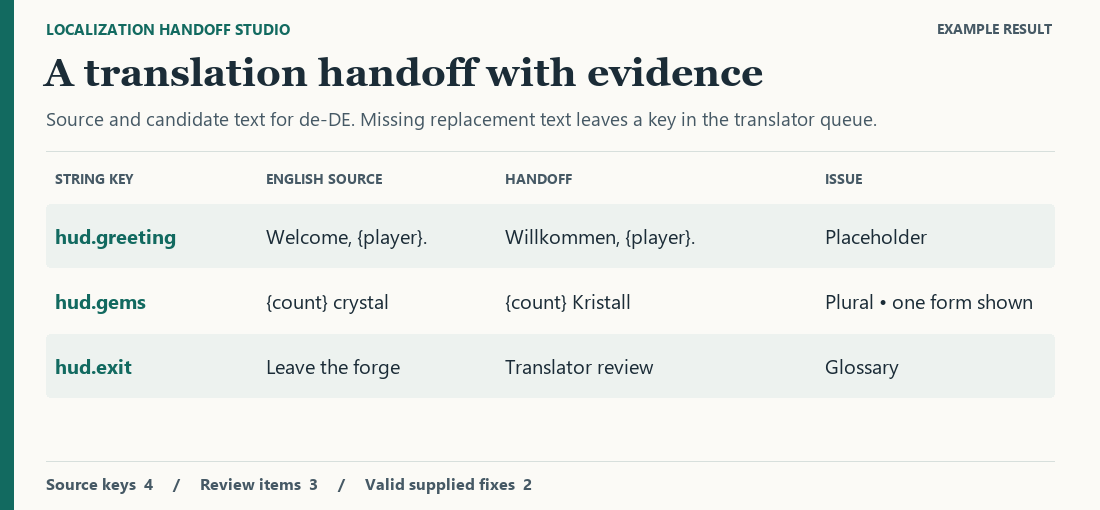 LOCALIZATION HANDOFF STUDIO EXAMPLE RESULT
A translation handoff with evidence
Source and candidate text for de-DE. Missing replacement text leaves a key in the translator queue.
STRING KEY ENGLISH SOURCE HANDOFF ISSUE
hud.greeting Welcome, {player}. Willkommen, {player}. Placeholder
hud.gems {count} crystal {count} Kristall Plural • one form shown
hud.exit Leave the forge Translator review Glossary
Source keys 4 / Review items 3 / Valid supplied fixes 2